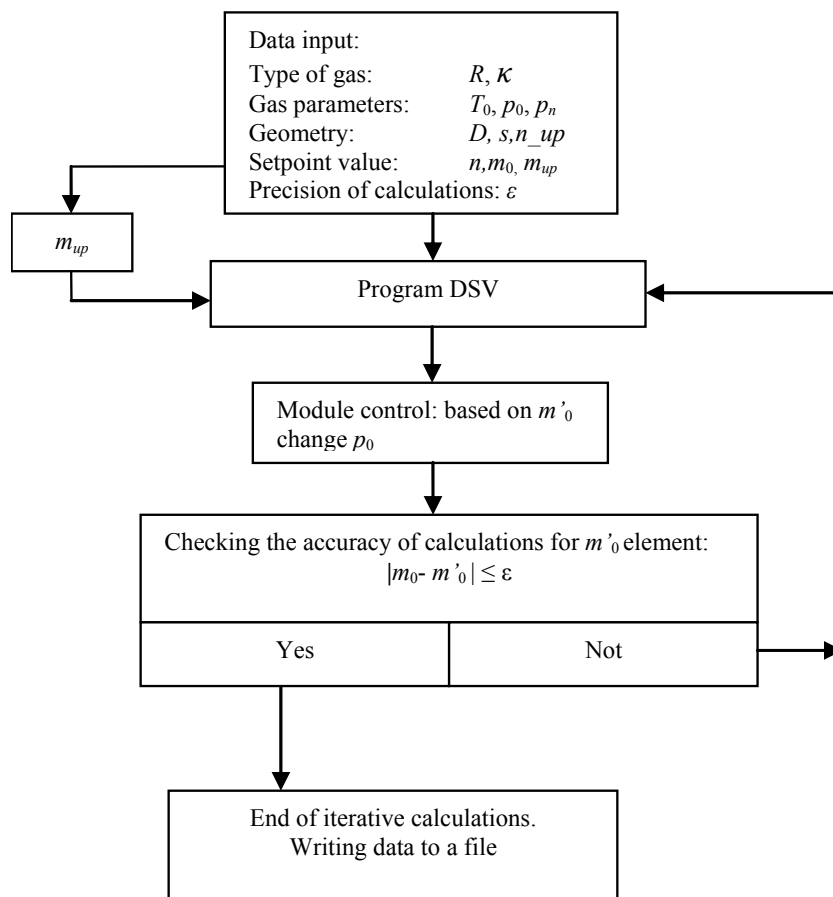 Data input:
Type of gas: R, κ
Gas parameters: T₀, p₀, pₙ
Geometry: D, s,n_up
Setpoint value: n,m₀, m_up
Precision of calculations: ε
m_up
Program DSV
Module control: based on m’₀
change p₀
Checking the accuracy of calculations for m’₀ element:
|m₀- m’₀ | ≤ ε
Yes Not
End of iterative calculations.
Writing data to a file